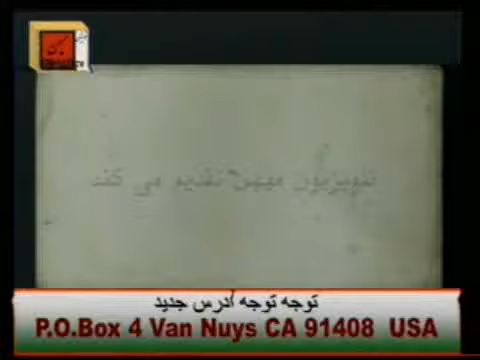 تلویزیون میهن تقدیم می کند
توجه توجه آدرس جدید
P.O.Box 4 Van Nuys CA 91408 USA